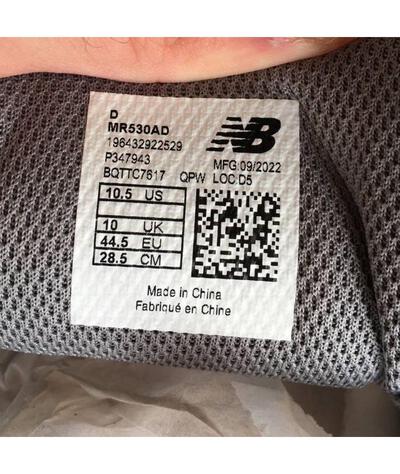 D
MR530AD
196432922529
P347943
BQTTC7617 QPW
NB
MFG:09/2022
LOC:D5
10.5 US
10 UK
44.5 EU
28.5 CM
Made in China
Fabriqué en Chine